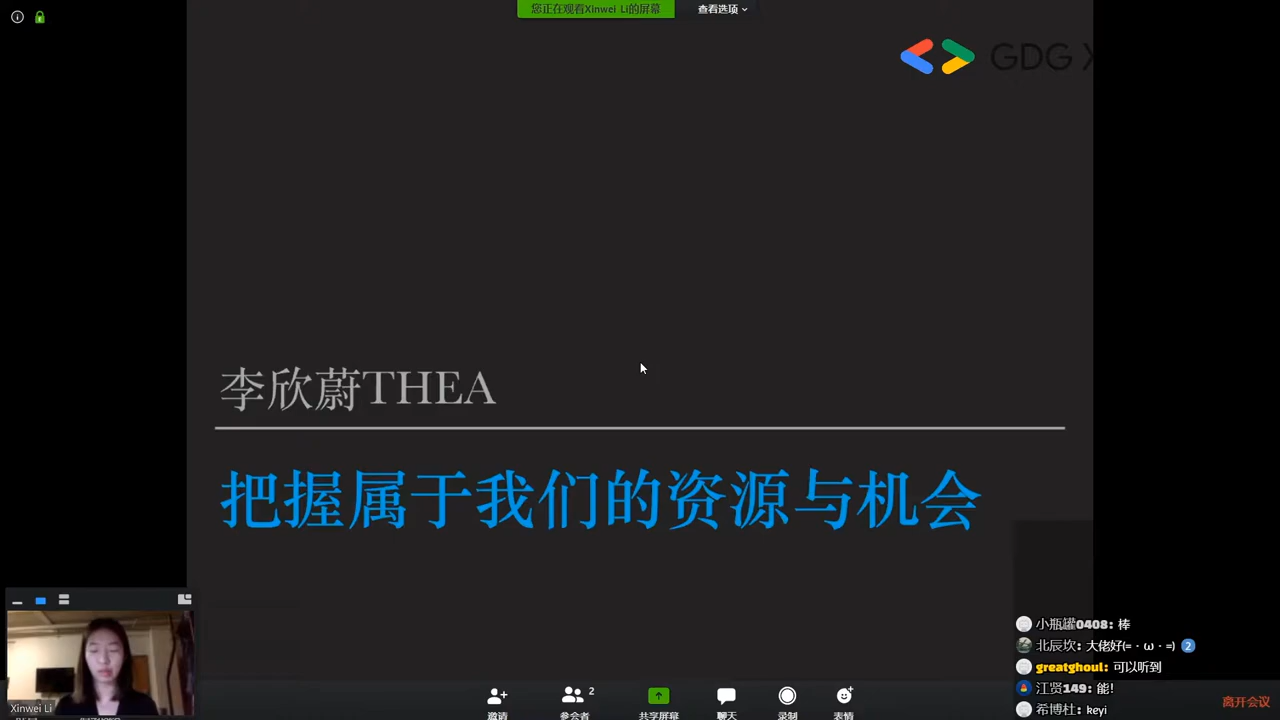 您正在观看Xinwei Li的屏幕
查看选项
GDG
李欣蔚THEA
把握属于我们的资源与机会
小瓶罐0408: 棒
北辰坎: 大佬好(=・ω・=) 2
greatghoul: 可以听到
江贤149: 能!
希博杜: keyi
Xinwei Li
2
邀请
参会者
共享屏幕
聊天
录制
表情
离开会议